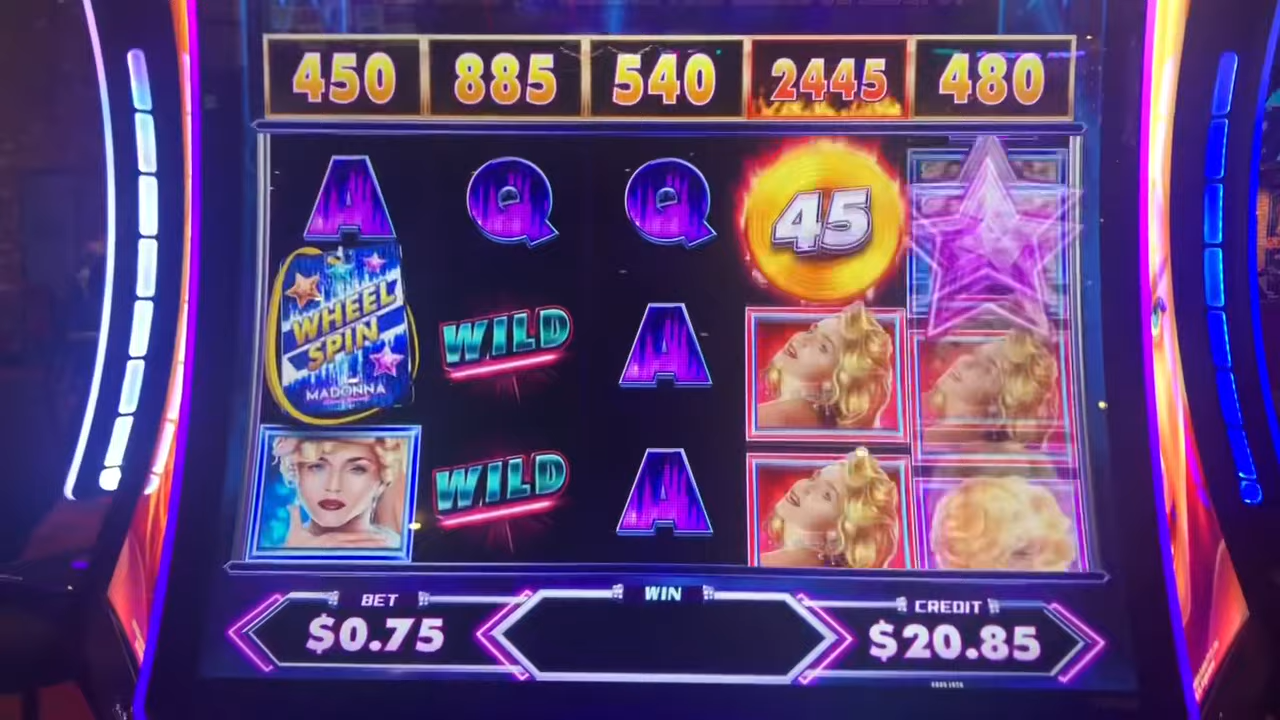 450 885 540 2445 480
A Q Q 45
WHEEL
SPIN
MADONNA
WILD A
WILD A
BET WIN CREDIT
$0.75 $20.85